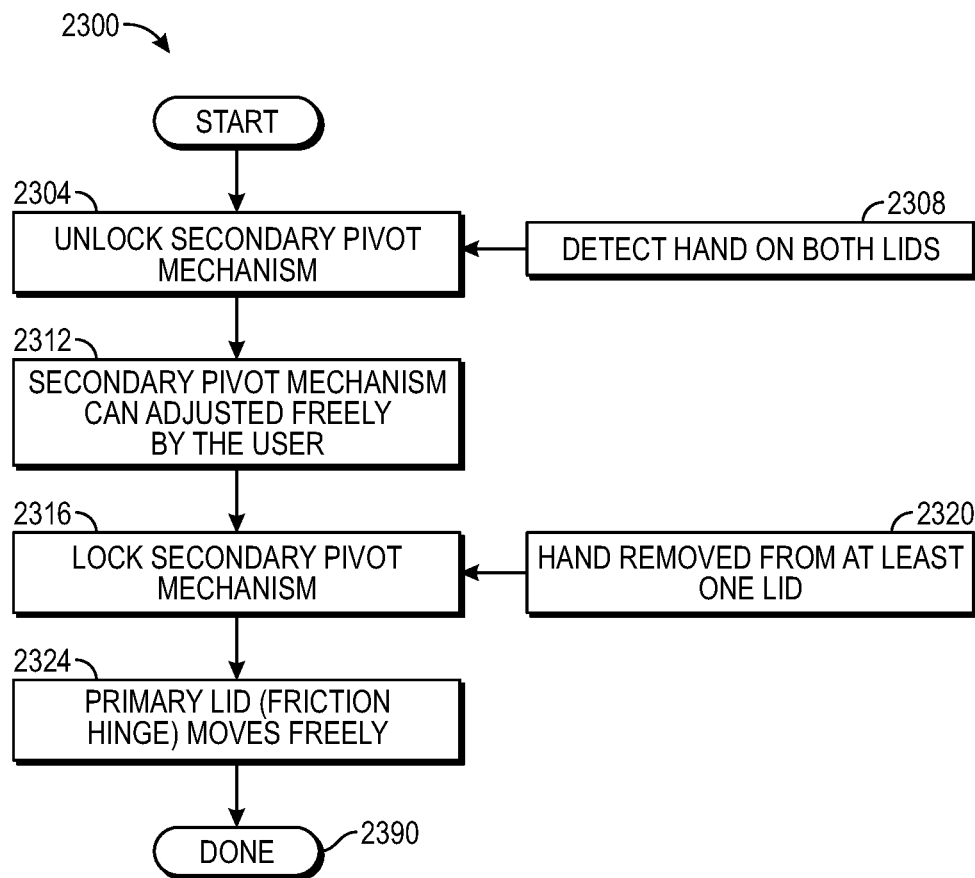 2300
START
2304
UNLOCK SECONDARY PIVOT
MECHANISM
2308
DETECT HAND ON BOTH LIDS
2312
SECONDARY PIVOT MECHANISM
CAN ADJUSTED FREELY
BY THE USER
2316
LOCK SECONDARY PIVOT
MECHANISM
2320
HAND REMOVED FROM AT LEAST
ONE LID
2324
PRIMARY LID (FRICTION
HINGE) MOVES FREELY
DONE
2390